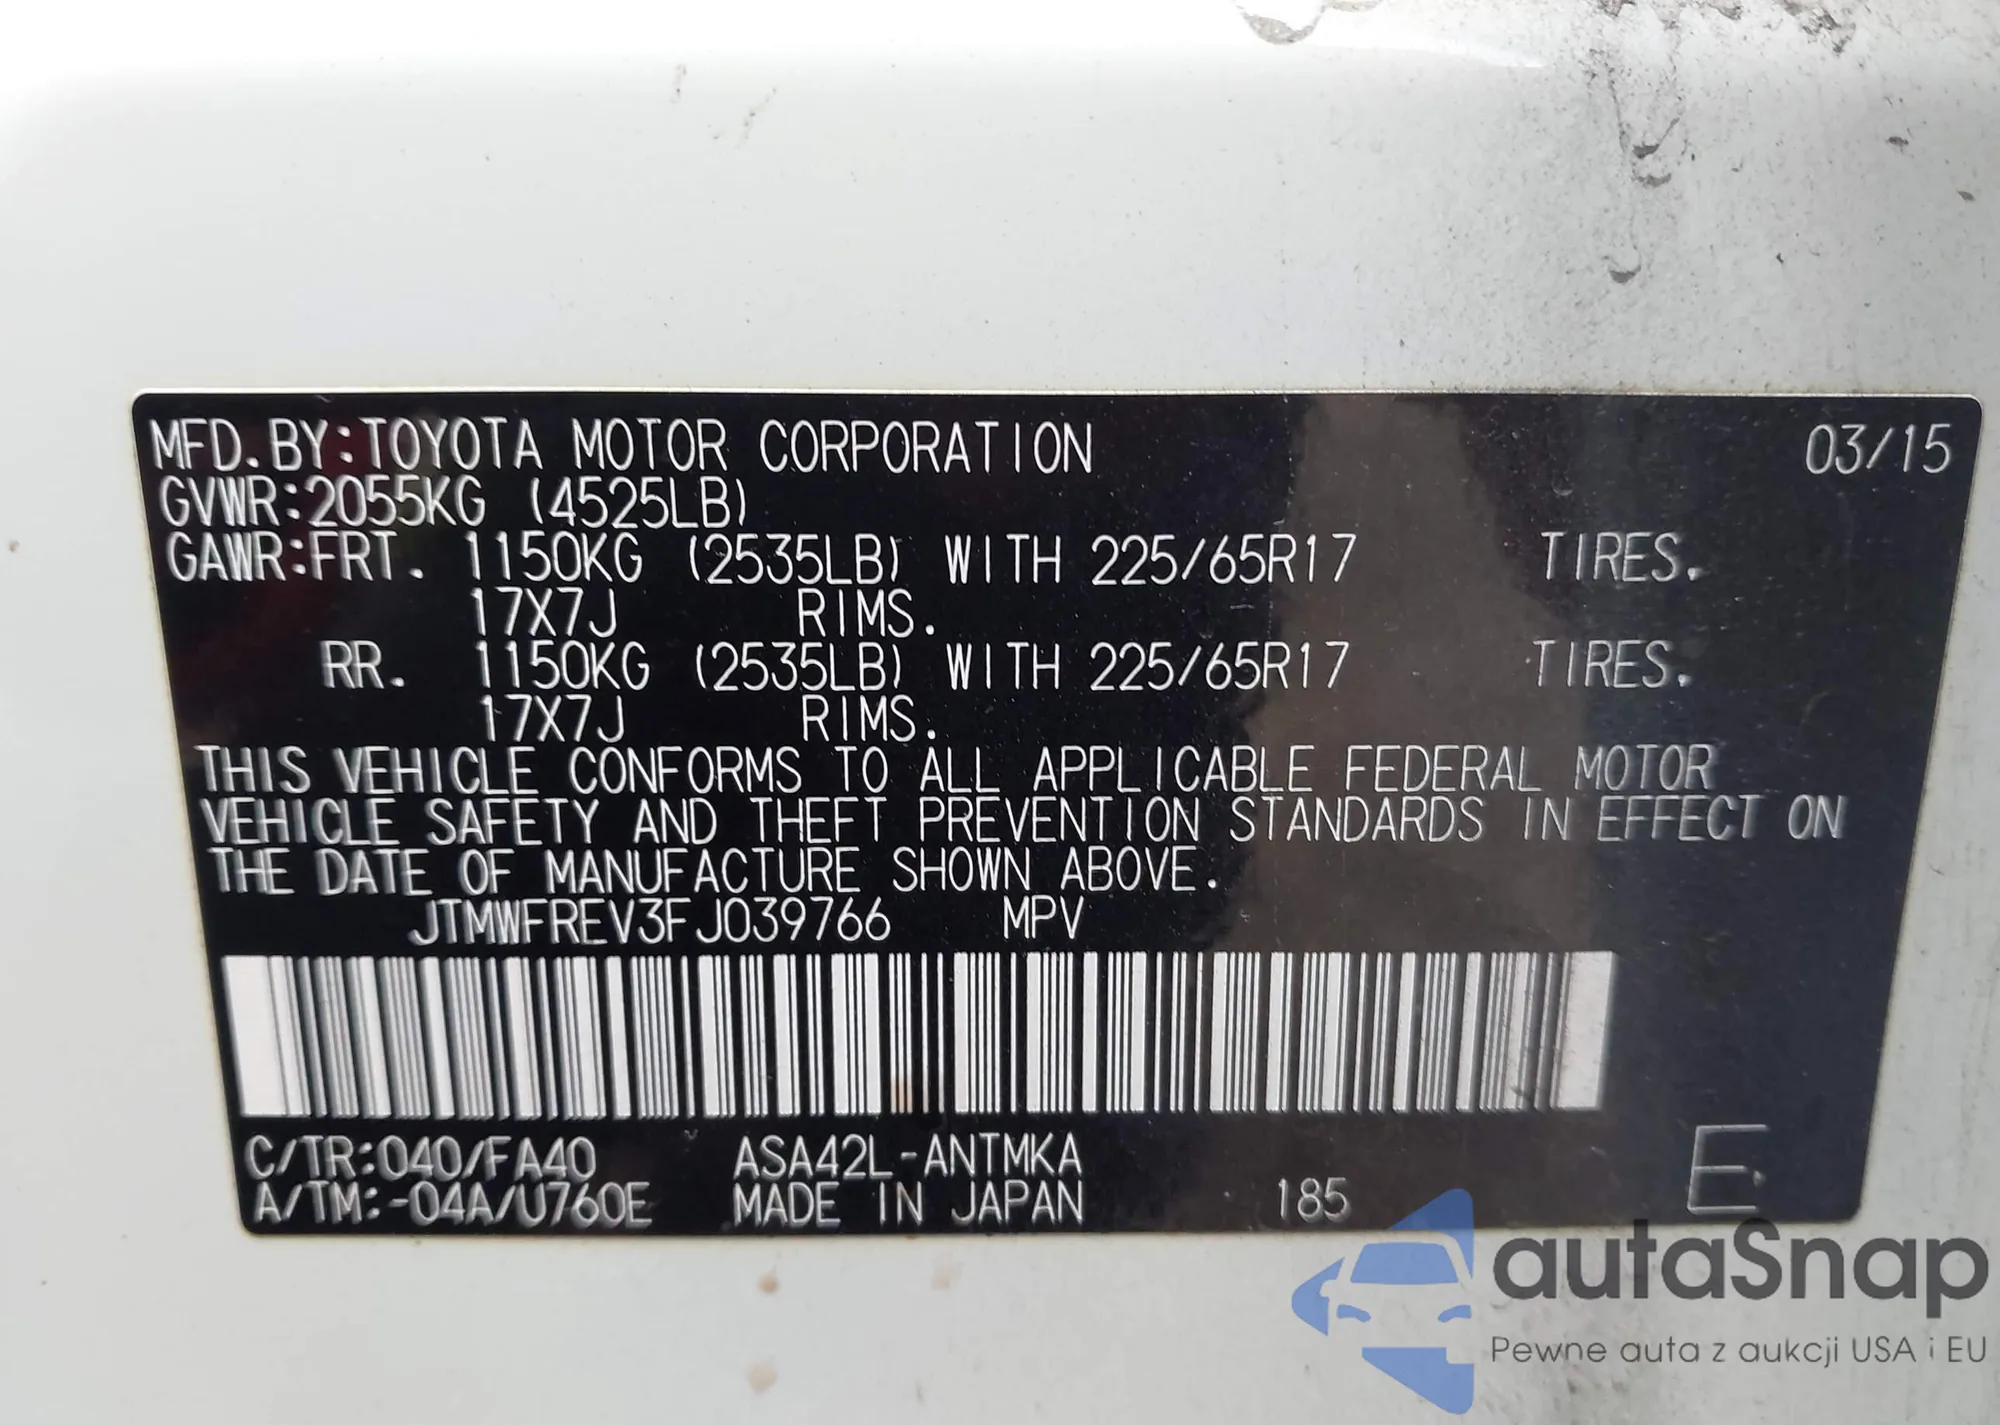 MFD.BY:TOYOTA MOTOR CORPORATION 03/15
GVWR:2055KG (4525LB)
GAWR:FRT. 1150KG (2535LB) WITH 225/65R17 TIRES.
17X7J RIMS.
RR. 1150KG (2535LB) WITH 225/65R17 TIRES.
17X7J RIMS.
THIS VEHICLE CONFORMS TO ALL APPLICABLE FEDERAL MOTOR
VEHICLE SAFETY AND THEFT PREVENTION STANDARDS IN EFFECT ON
THE DATE OF MANUFACTURE SHOWN ABOVE.
JTMWFREV3FJ039766 MPV
C/TR:040/FA40 ASA42L-ANTMKA
A/TM:-04A/U760E MADE IN JAPAN 185 E
autaSnap
Pewne auta z aukcji USA i EU